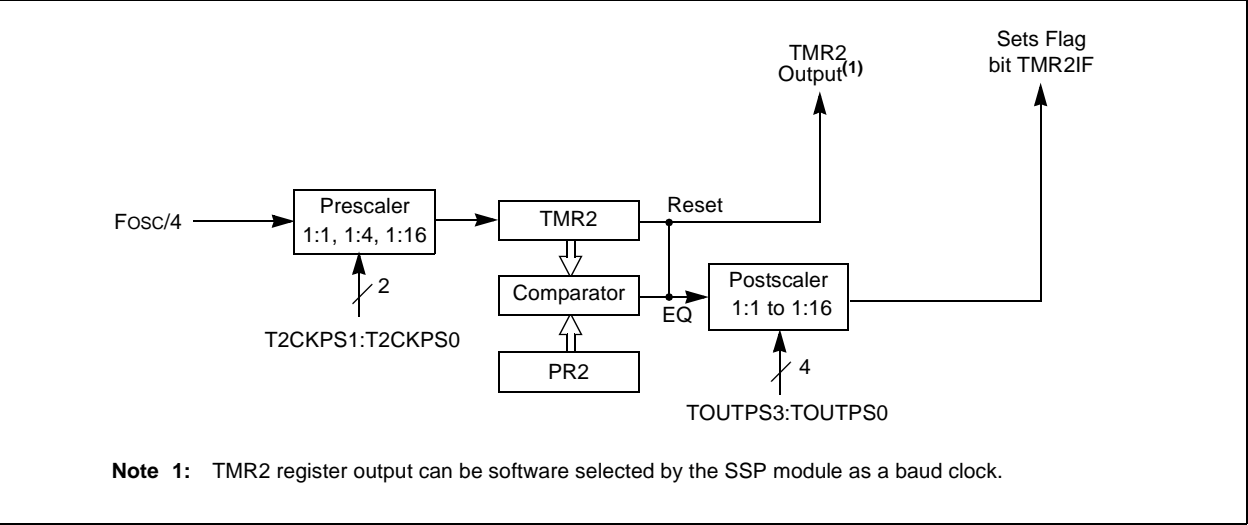 TMR2
Output(1)
Sets Flag
bit TMR2IF
FOSC/4
Prescaler
1:1, 1:4, 1:16
2
T2CKPS1:T2CKPS0
TMR2
Reset
Comparator
EQ
PR2
Postscaler
1:1 to 1:16
4
TOUTPS3:TOUTPS0
Note 1: TMR2 register output can be software selected by the SSP module as a baud clock.